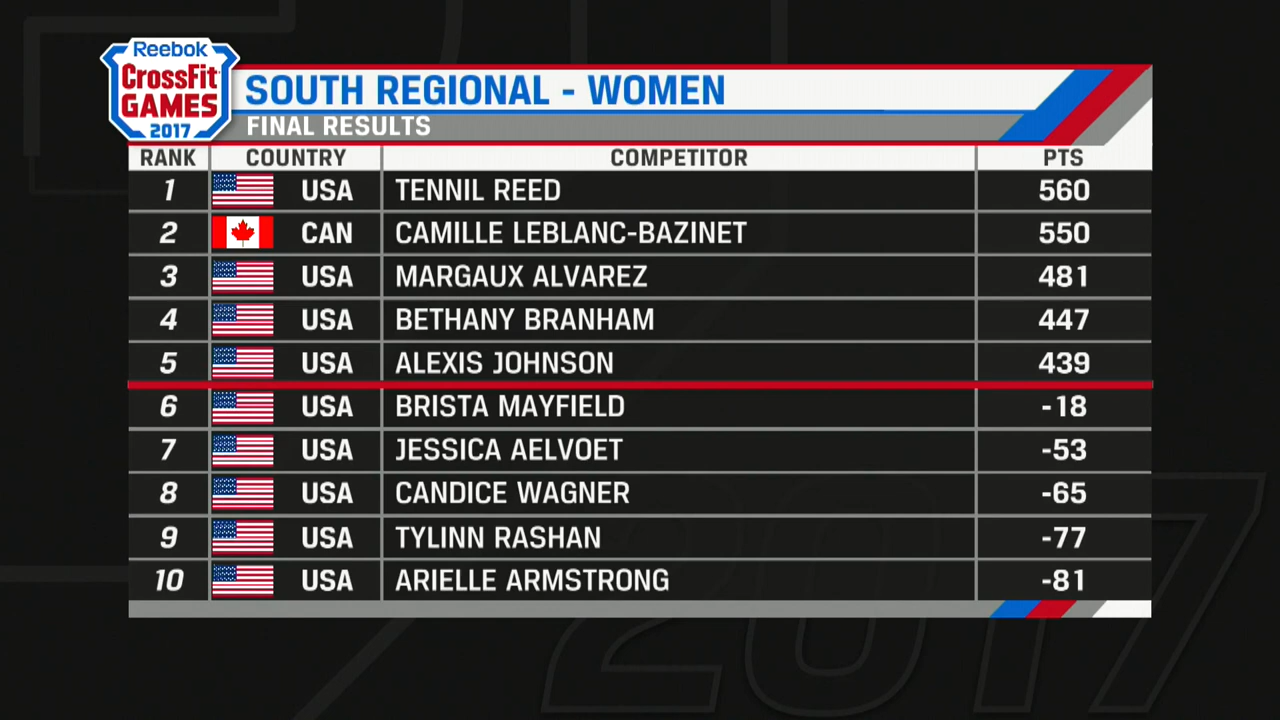 Reebok
CrossFit
GAMES
2017
SOUTH REGIONAL - WOMEN
FINAL RESULTS
RANK COUNTRY COMPETITOR PTS
1 USA TENNIL REED 560
2 CAN CAMILLE LEBLANC-BAZINET 550
3 USA MARGAUX ALVAREZ 481
4 USA BETHANY BRANHAM 447
5 USA ALEXIS JOHNSON 439
6 USA BRISTA MAYFIELD -18
7 USA JESSICA AELVOET -53
8 USA CANDICE WAGNER -65
9 USA TYLINN RASHAN -77
10 USA ARIELLE ARMSTRONG -81
2017